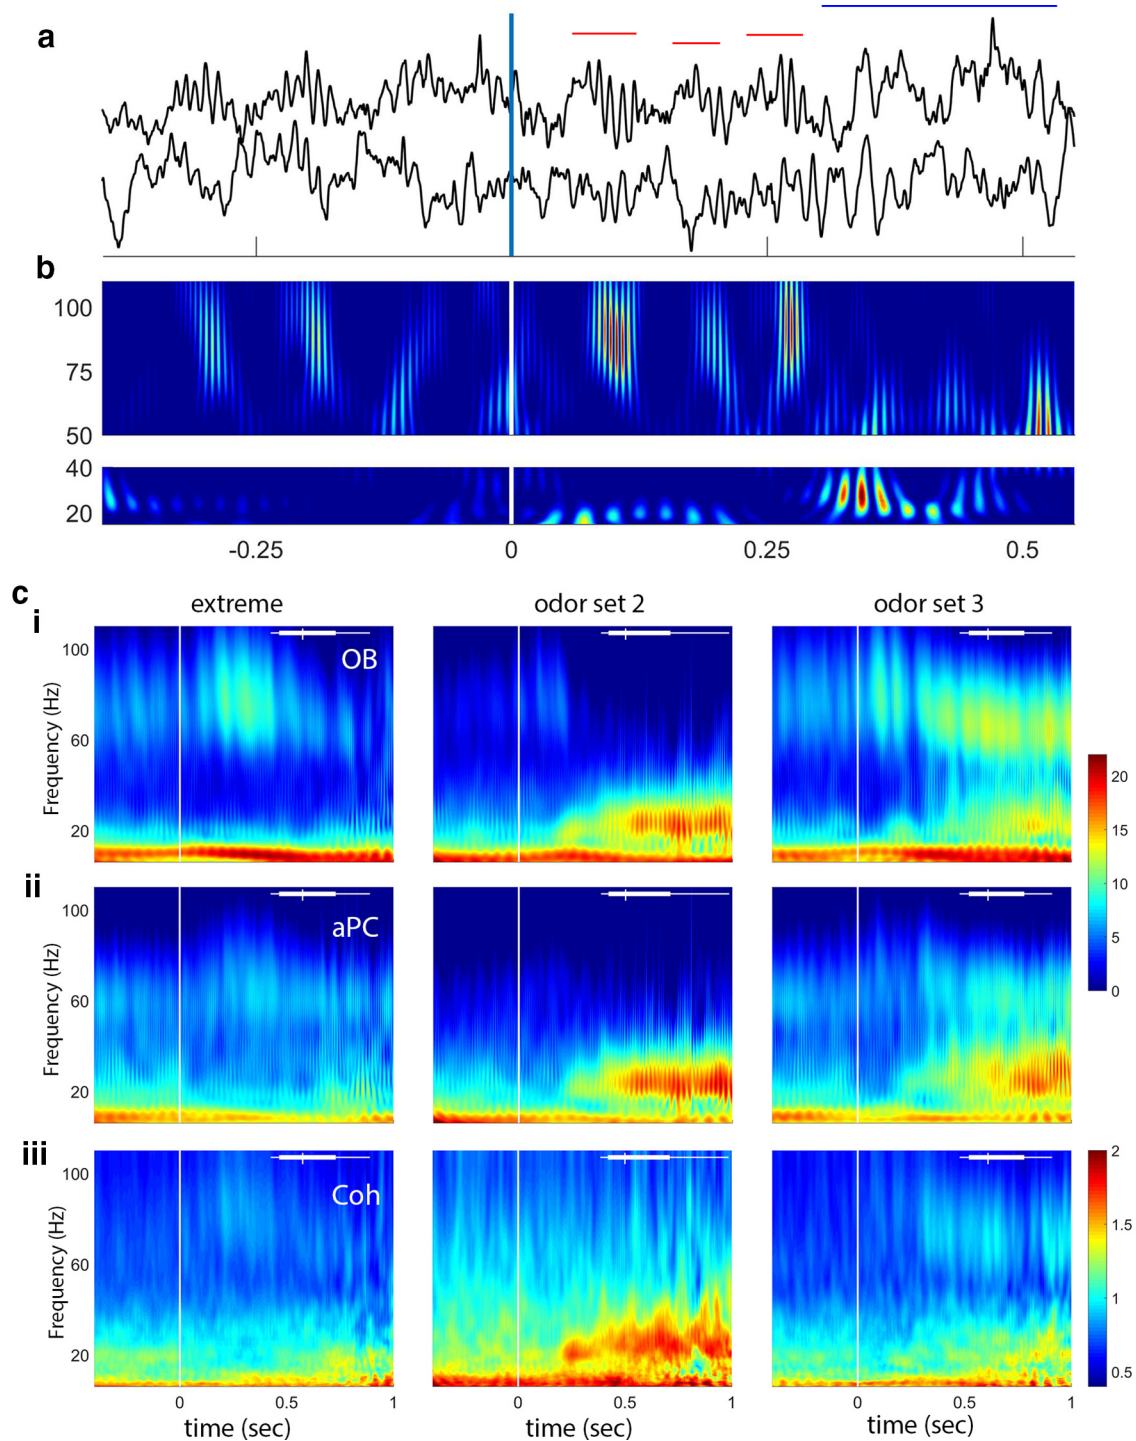 a
b
100
75
50
40
20
-0.25 0 0.25 0.5
c
extreme odor set 2 odor set 3
i
OB
Frequency (Hz)
100
60
20
20
15
10
5
0
ii
aPC
Frequency (Hz)
100
60
20
iii
Coh
Frequency (Hz)
100
60
20
2
1.5
1
0.5
0 0.5 1 0 0.5 1 0 0.5 1
time (sec) time (sec) time (sec)